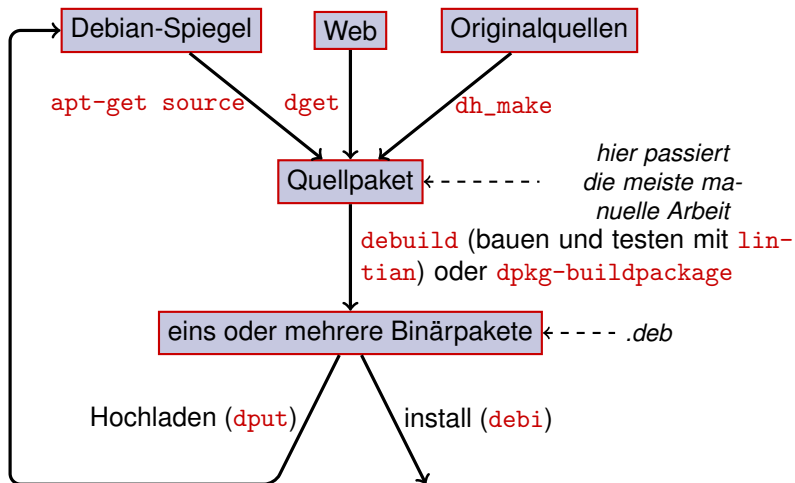 Debian-Spiegel
Web
Originalquellen
apt-get source
dget
dh_make
Quellpaket
hier passiert
die meiste ma-
nuelle Arbeit
debuild (bauen und testen mit lin-
tian) oder dpkg-buildpackage
eins oder mehrere Binärpakete
.deb
Hochladen (dput)
install (debi)